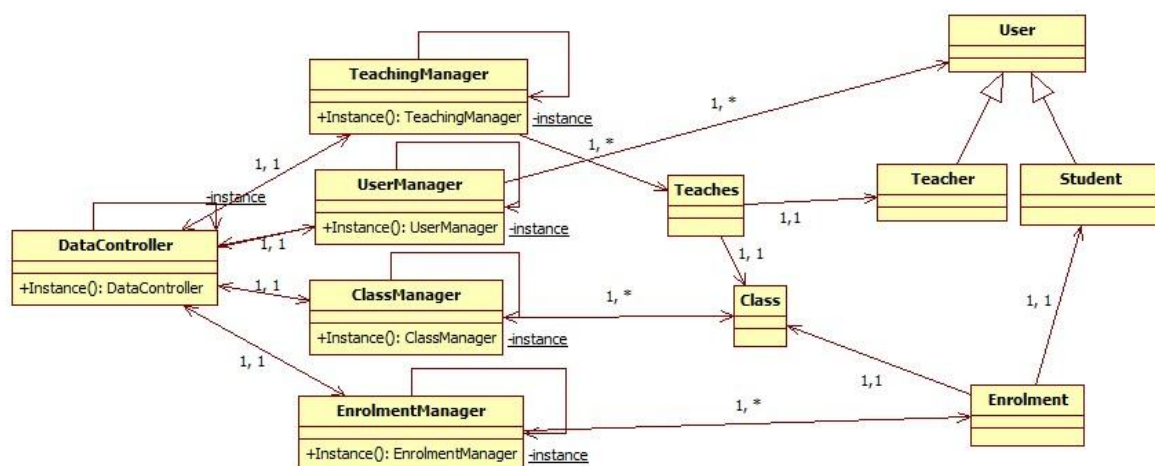 User
TeachingManager
+Instance(): TeachingManager
-instance
1, *
1, *
1, 1
UserManager
+Instance(): UserManager
-instance
Teaches
Teacher
Student
1,1
-instance
DataController
+Instance(): DataController
1, 1
1, 1
1, 1
ClassManager
+Instance(): ClassManager
-instance
1, *
Class
1, 1
1, 1
1,1
EnrolmentManager
+Instance(): EnrolmentManager
-instance
1, *
Enrolment